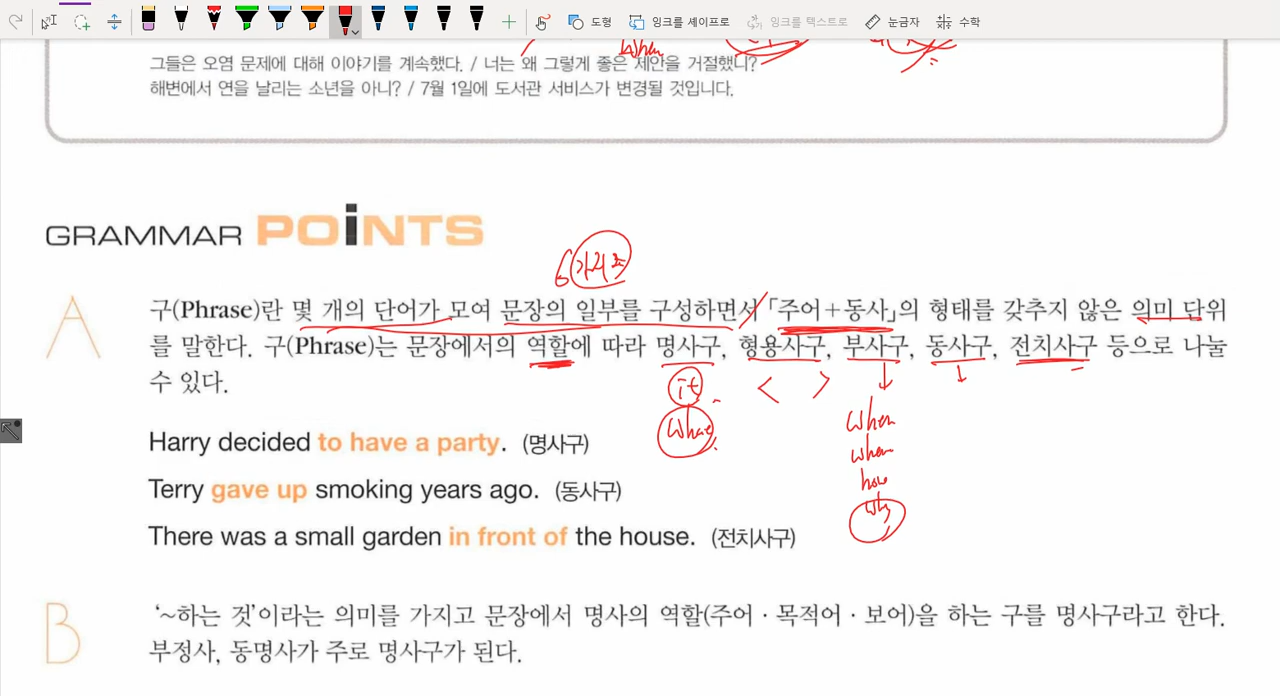 도형 잉크를 셰이프로 잉크를 텍스트로 눈금자 수학
When
그들은 오염 문제에 대해 이야기를 계속했다. / 너는 왜 그렇게 좋은 제안을 거절했니?
해변에서 연을 날리는 소년을 아니? / 7월 1일에 도서관 서비스가 변경될 것입니다.
GRAMMAR POiNTS
A
구(Phrase)란 몇 개의 단어가 모여 문장의 일부를 구성하면서 「주어+동사」의 형태를 갖추지 않은 의미 단위
를 말한다. 구(Phrase)는 문장에서의 역할에 따라 명사구, 형용사구, 부사구, 동사구, 전치사구 등으로 나눌
수 있다.
it
What
< >
When
when
how
why
Harry decided to have a party. (명사구)
Terry gave up smoking years ago. (동사구)
There was a small garden in front of the house. (전치사구)
B
‘~하는 것’이라는 의미를 가지고 문장에서 명사의 역할(주어·목적어·보어)을 하는 구를 명사구라고 한다.
부정사, 동명사가 주로 명사구가 된다.